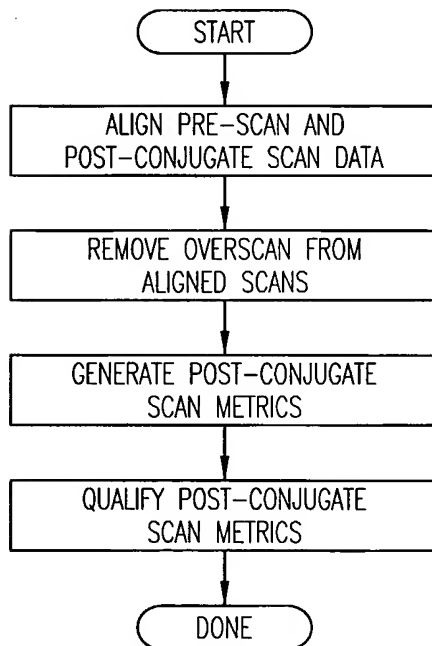 START
ALIGN PRE-SCAN AND
POST-CONJUGATE SCAN DATA
REMOVE OVERSCAN FROM
ALIGNED SCANS
GENERATE POST-CONJUGATE
SCAN METRICS
QUALIFY POST-CONJUGATE
SCAN METRICS
DONE